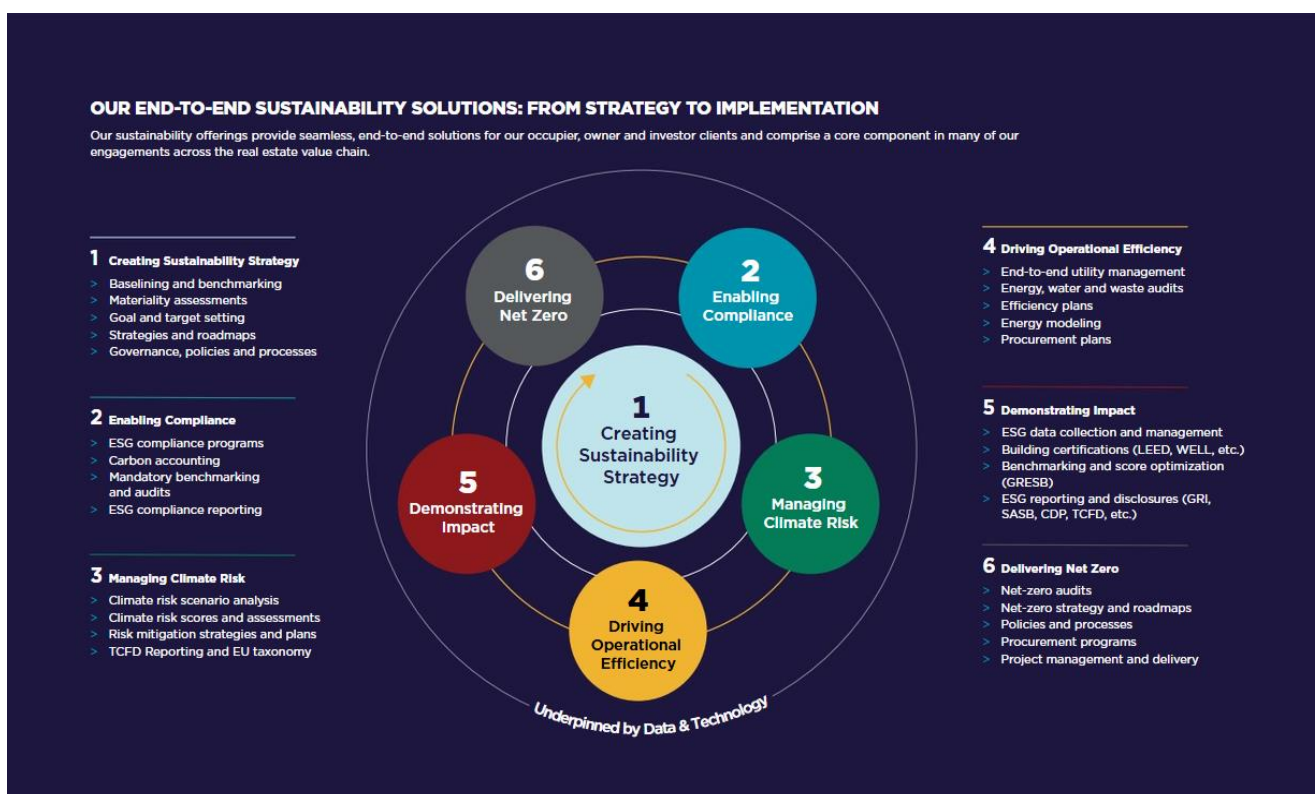 OUR END-TO-END SUSTAINABILITY SOLUTIONS: FROM STRATEGY TO IMPLEMENTATION
Our sustainability offerings provide seamless, end-to-end solutions for our occupier, owner and investor clients and comprise a core component in many of our
engagements across the real estate value chain.
1 Creating Sustainability Strategy
> Baselining and benchmarking
> Materiality assessments
> Goal and target setting
> Strategies and roadmaps
> Governance, policies and processes
2 Enabling Compliance
> ESG compliance programs
> Carbon accounting
> Mandatory benchmarking
and audits
> ESG compliance reporting
3 Managing Climate Risk
> Climate risk scenario analysis
> Climate risk scores and assessments
> Risk mitigation strategies and plans
> TCFD Reporting and EU taxonomy
6
Delivering
Net Zero
2
Enabling
Compliance
1
Creating
Sustainability
Strategy
5
Demonstrating
Impact
3
Managing
Climate Risk
4
Driving
Operational
Efficiency
Underpinned by Data & Technology
4 Driving Operational Efficiency
> End-to-end utility management
> Energy, water and waste audits
> Efficiency plans
> Energy modeling
> Procurement plans
5 Demonstrating Impact
> ESG data collection and management
> Building certifications (LEED, WELL, etc.)
> Benchmarking and score optimization
(GRESB)
> ESG reporting and disclosures (GRI,
SASB, CDP, TCFD, etc.)
6 Delivering Net Zero
> Net-zero audits
> Net-zero strategy and roadmaps
> Policies and processes
> Procurement programs
> Project management and delivery